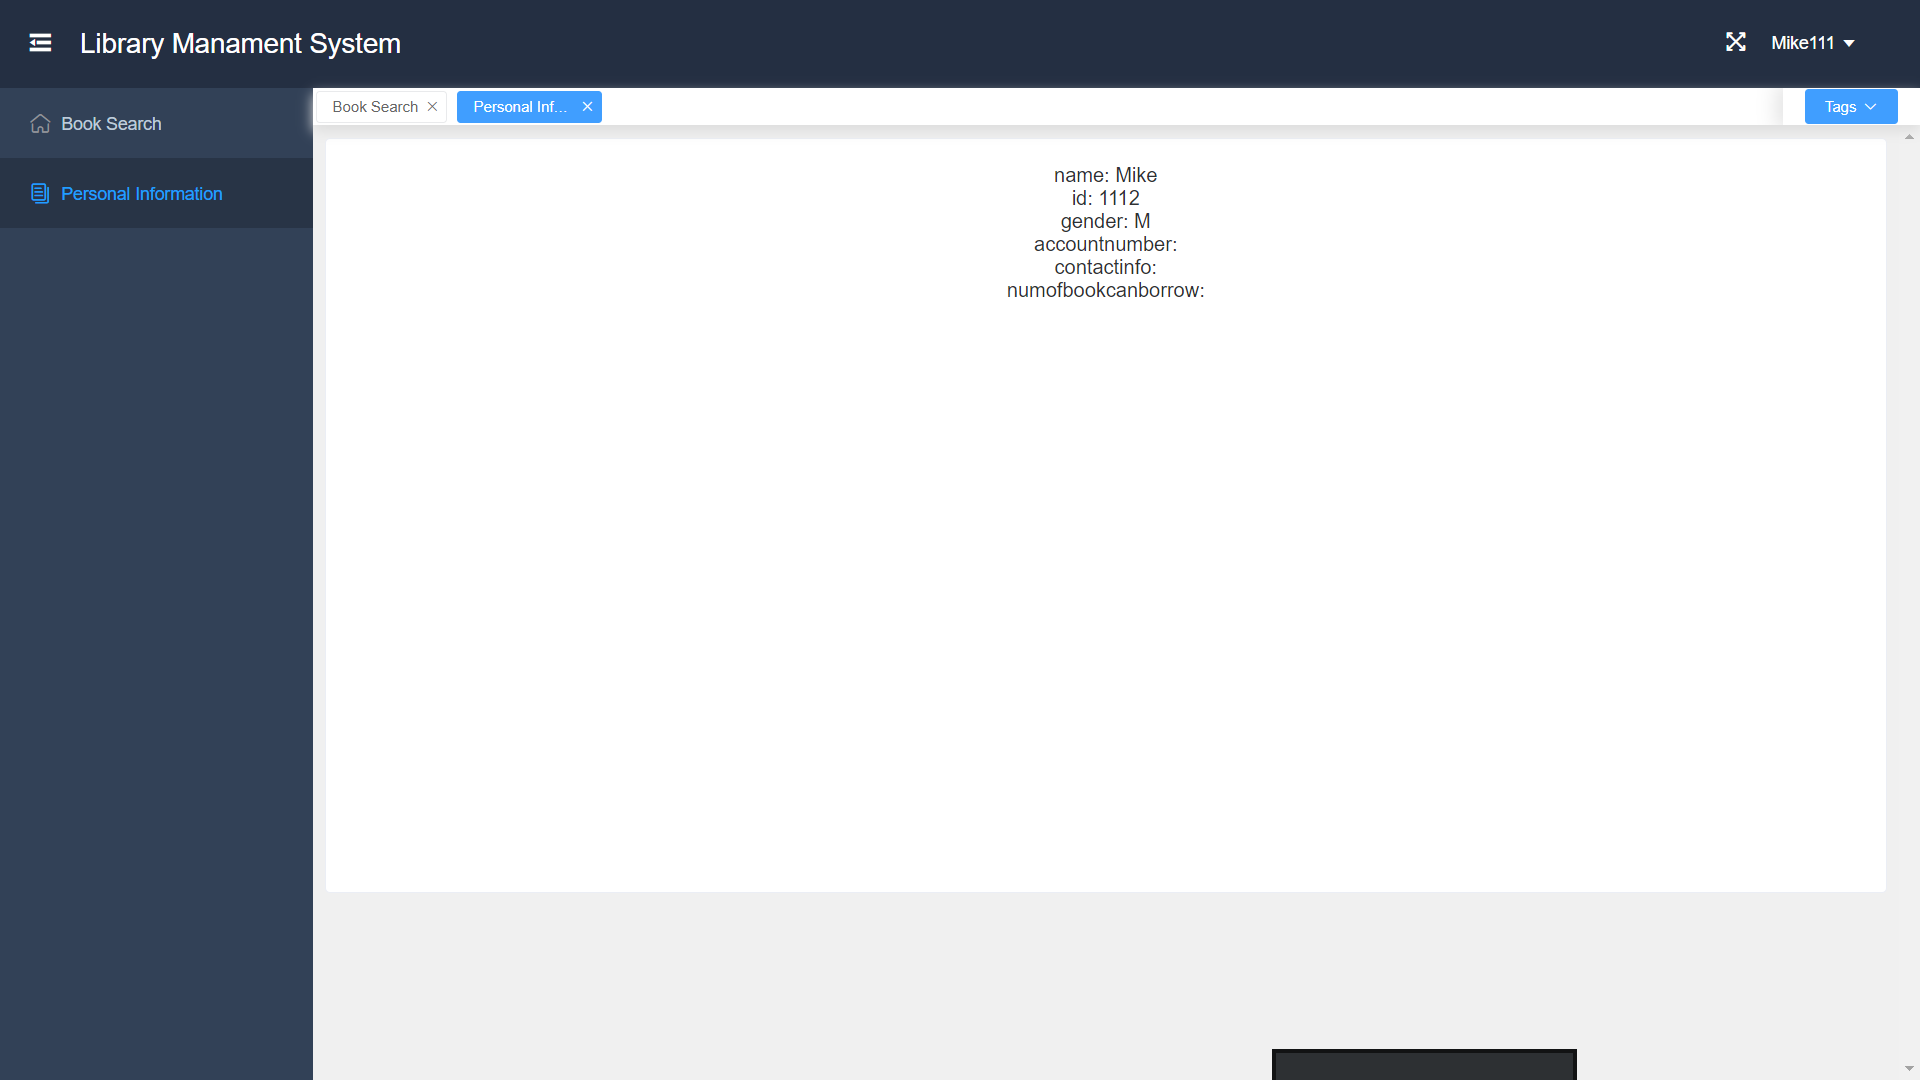 Library Manament System
Mike111
Book Search
Personal Information
Book Search
Personal Inf...
Tags
name: Mike
id: 1112
gender: M
accountnumber:
contactinfo:
numofbookcanborrow: